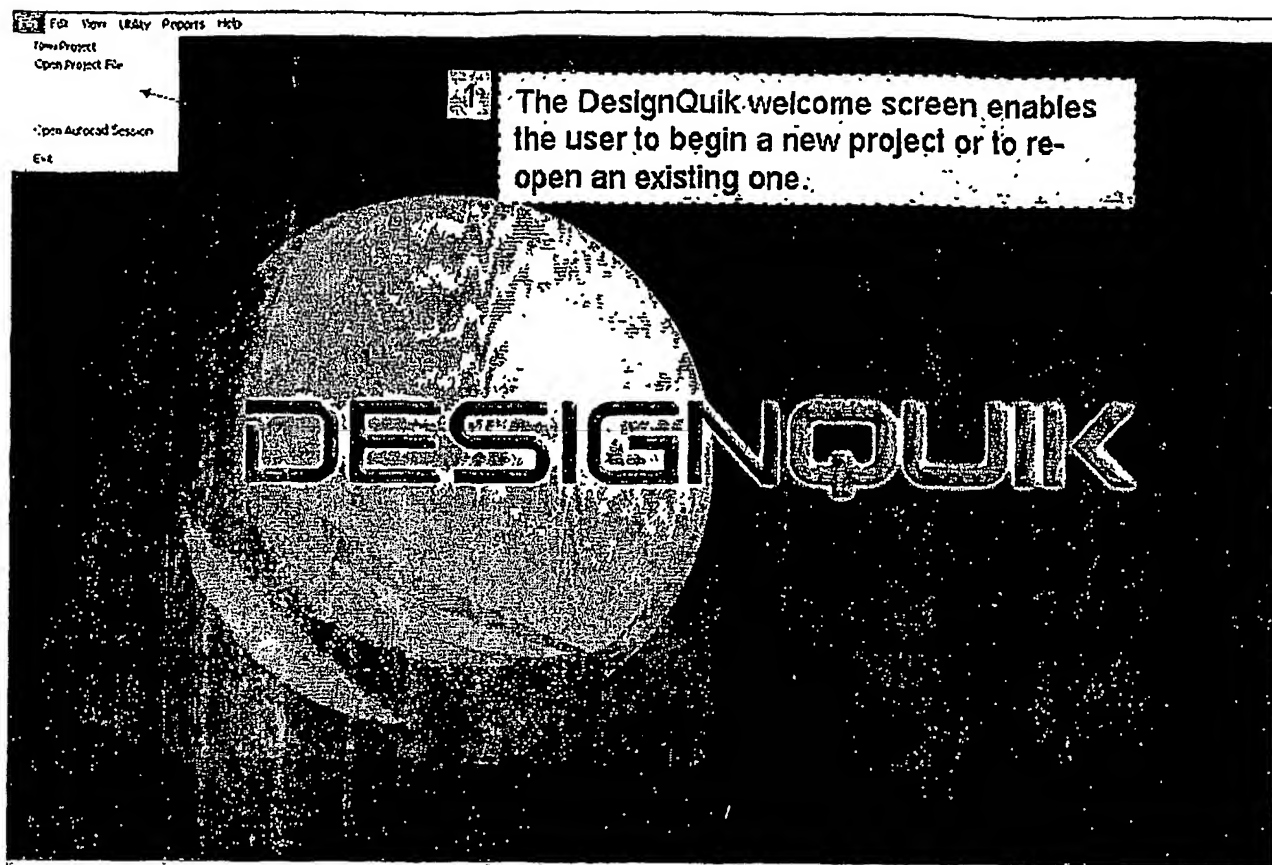 Edit View Utility Reports Help
New Project
Open Project File
Open Autocad Session
Exit
1
The DesignQuik welcome screen enables
the user to begin a new project or to re-
open an existing one.
DESIGNQUIK